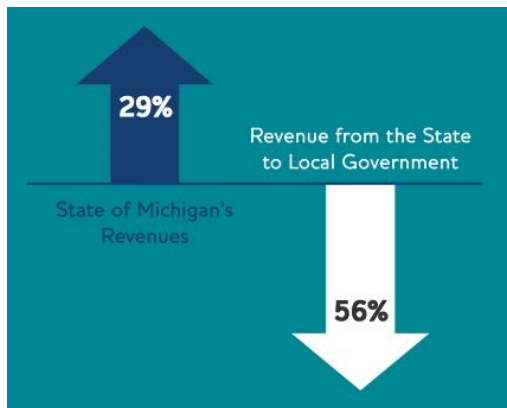 29%
Revenue from the State
to Local Government
State of Michigan's
Revenues
56%